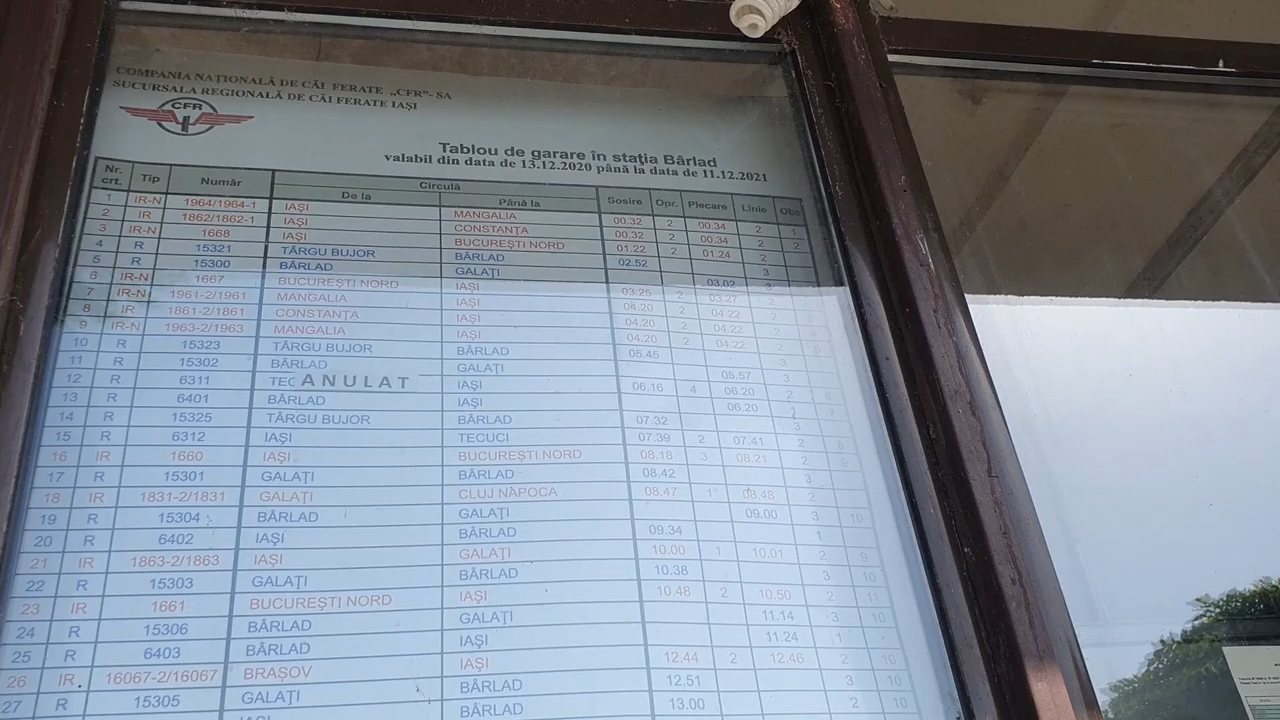 COMPANIA NAȚIONALĂ DE CĂI FERATE „CFR”- SA
SUCURSALA REGIONALĂ DE CĂI FERATE IAȘI
CFR
Tablou de garare în stația Bârlad
valabil din data de 13.12.2020 până la data de 11.12.2021
Nr. crt. Tip Număr Circulă De la Până la Sosire Opr. Plecare Linie Obs
1 IR-N 1964/1964-1 IAȘI MANGALIA 00.32 2 00.34 2 1
2 IR 1862/1862-1 IAȘI CONSTANȚA 00.32 2 00.34 2 2
3 IR-N 1668 IAȘI BUCUREȘTI NORD 01.22 2 01.24 2
4 R 15321 TÂRGU BUJOR BÂRLAD 02.52 3
5 R 15300 BÂRLAD GALAȚI 03.02 3
6 IR-N 1667 BUCUREȘTI NORD IAȘI 03.25 2 03.27 2
7 IR-N 1961-2/1961 MANGALIA IAȘI 04.20 2 04.22 2
8 IR 1861-2/1861 CONSTANȚA IAȘI 04.20 2 04.22 2
9 IR-N 1963-2/1963 MANGALIA IAȘI 04.20 2 04.22 2
10 R 15323 TÂRGU BUJOR BÂRLAD 05.45 3
11 R 15302 BÂRLAD GALAȚI 05.57 3
12 R 6311 TEC ANULAT IAȘI 06.16 4 06.20 2
13 R 6401 BÂRLAD IAȘI 06.20 1
14 R 15325 TÂRGU BUJOR BÂRLAD 07.32 3
15 R 6312 IAȘI TECUCI 07.39 2 07.41 2
16 IR 1660 IAȘI BUCUREȘTI NORD 08.18 3 08.21 2 9
17 R 15301 GALAȚI BÂRLAD 08.42 3
18 IR 1831-2/1831 GALAȚI CLUJ NAPOCA 08.47 1 08.48 2
19 R 15304 BÂRLAD GALAȚI 09.00 3 10
20 R 6402 IAȘI BÂRLAD 09.34 1
21 IR 1863-2/1863 IAȘI GALAȚI 10.00 1 10.01 2 9
22 R 15303 GALAȚI BÂRLAD 10.38 3 10
23 IR 1661 BUCUREȘTI NORD IAȘI 10.48 2 10.50 2 11
24 R 15306 BÂRLAD GALAȚI 11.14 3 10
25 R 6403 BÂRLAD IAȘI 11.24 1
26 IR 16067-2/16067 BRAȘOV IAȘI 12.44 2 12.46 2 10
27 R 15305 GALAȚI BÂRLAD 12.51 3 10
IAȘI BÂRLAD 13.00 2 10